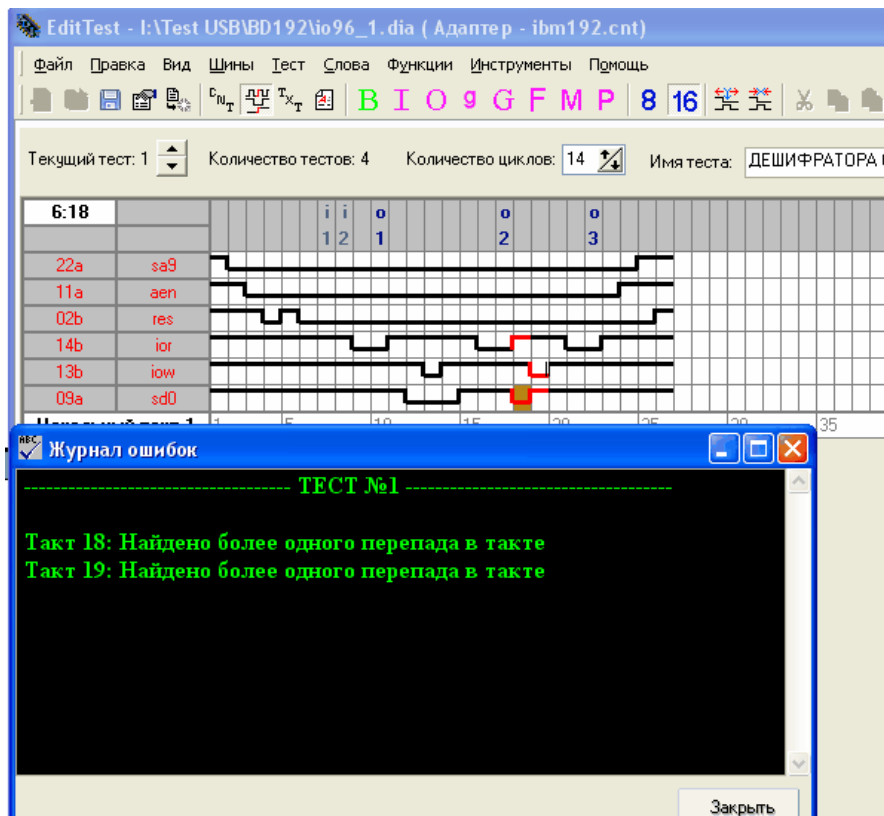 EditTest - I:\Test USB\BD192\io96_1.dia ( Адаптер - ibm192.cnt)
Файл Правка Вид Шины Тест Слова Функции Инструменты Помощь
CNT TXT B I O g G F M P 8 16
Текущий тест: 1 Количество тестов: 4 Количество циклов: 14 Имя теста: ДЕШИФРАТОРА
6:18 i i o o o
1 2 1 2 3
22a sa9
11a aen
02b res
14b ior
13b iow
09a sd0
1 5 10 15 20 25 30 35
ABC Журнал ошибок
------------------------------------ ТЕСТ №1 ------------------------------------
Такт 18: Найдено более одного перепада в такте
Такт 19: Найдено более одного перепада в такте
Закрыть